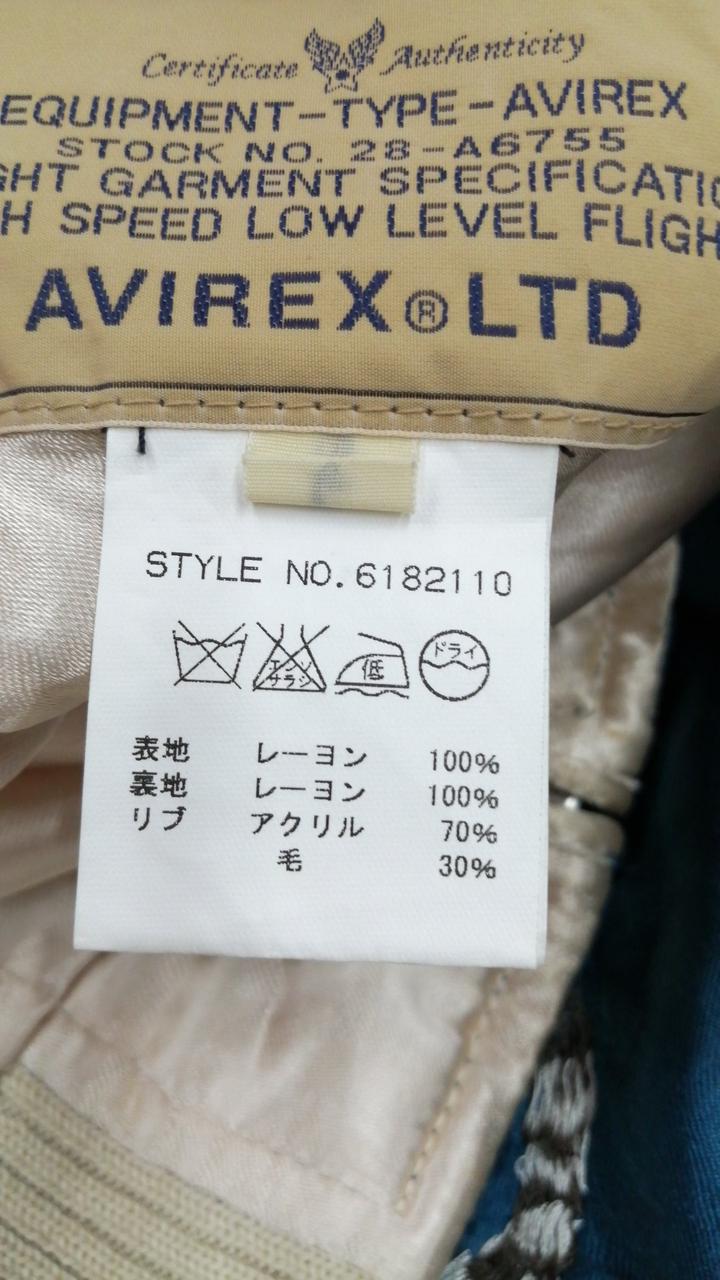 Certificate Authenticity
EQUIPMENT-TYPE-AVIREX
STOCK NO. 28-A6755
GHT GARMENT SPECIFICATIO
H SPEED LOW LEVEL FLIGH
AVIREX® LTD
STYLE NO. 6182110
エンソサラシ 低 ドライ
表地 レーヨン 100%
裏地 レーヨン 100%
リブ アクリル 70%
毛 30%